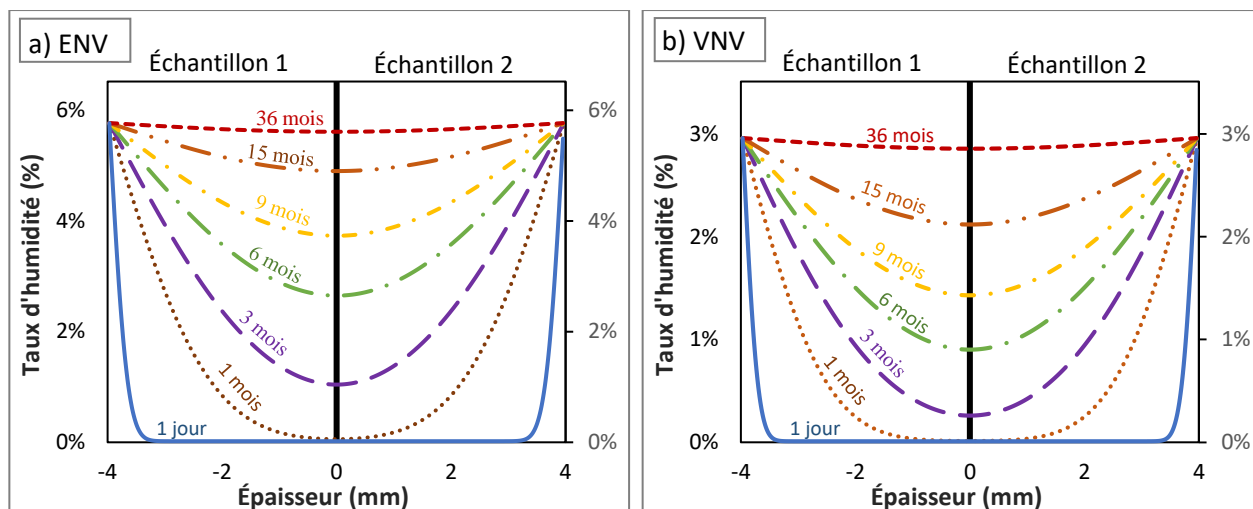 a) ENV
Échantillon 1
Échantillon 2
6%
4%
2%
0%
6%
4%
2%
0%
Taux d'humidité (%)
36 mois
15 mois
9 mois
6 mois
3 mois
1 mois
1 jour
-4
-2
0
2
4
Épaisseur (mm)
b) VNV
Échantillon 1
Échantillon 2
3%
2%
1%
0%
3%
2%
1%
0%
Taux d'humidité (%)
36 mois
15 mois
9 mois
6 mois
3 mois
1 mois
1 jour
-4
-2
0
2
4
Épaisseur (mm)